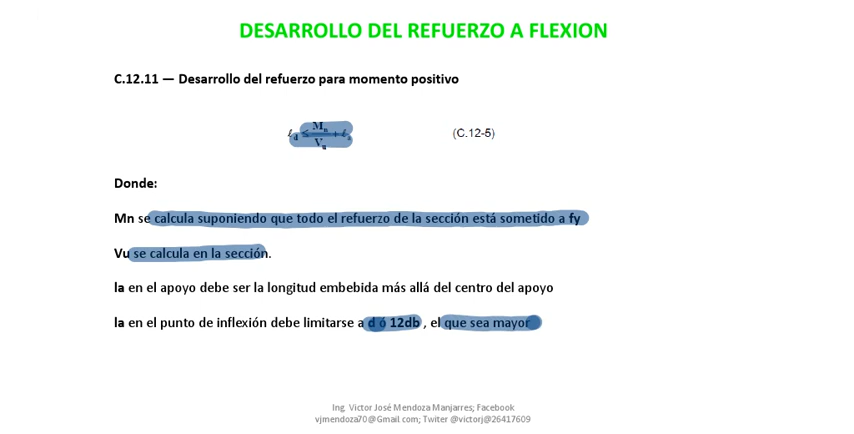 DESARROLLO DEL REFUERZO A FLEXION
C.12.11 — Desarrollo del refuerzo para momento positivo
ℓd ≤ Mn/Vu + ℓa (C.12-5)
Donde:
Mn se calcula suponiendo que todo el refuerzo de la sección está sometido a fy
Vu se calcula en la sección.
la en el apoyo debe ser la longitud embebida más allá del centro del apoyo
la en el punto de inflexión debe limitarse a d ó 12db , el que sea mayor
Ing. Victor José Mendoza Manjarres; Facebook
vjmendoza70@Gmail com; Twiter @victorj@26417609